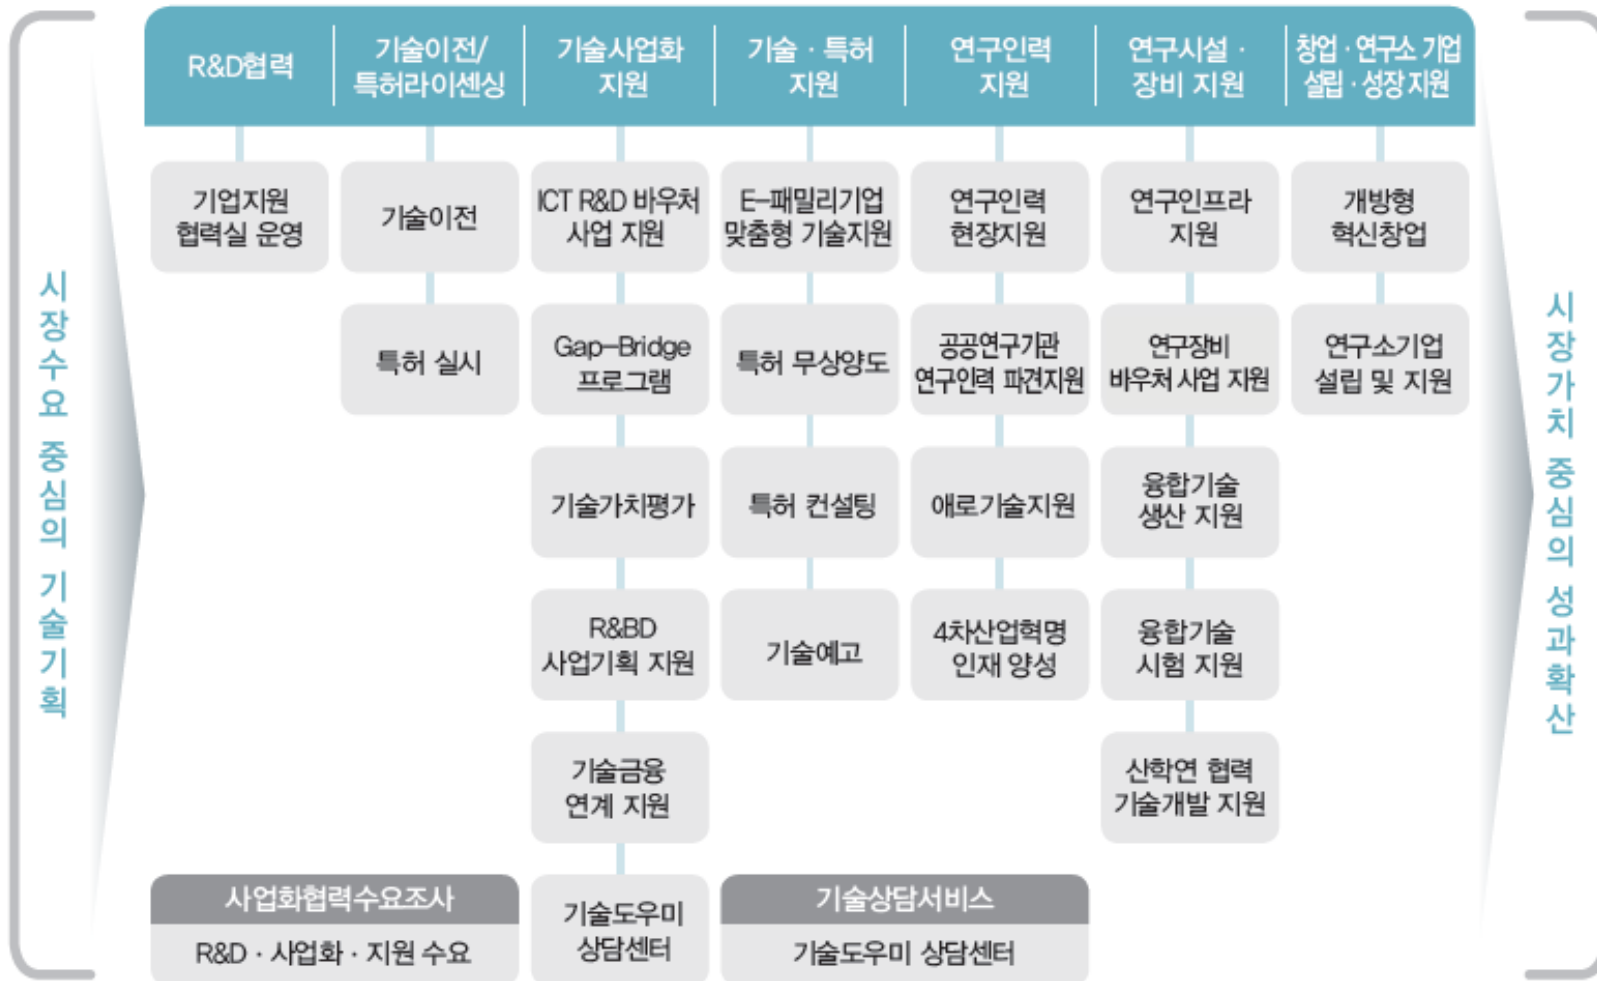 시장수요 중심의 기술기획
R&D협력
기술이전/
특허라이센싱
기술사업화
지원
기술 · 특허
지원
연구인력
지원
연구시설 ·
장비 지원
창업 · 연구소 기업
설립 · 성장 지원
기업지원
협력실 운영
기술이전
특허 실시
ICT R&D 바우처
사업 지원
Gap-Bridge
프로그램
기술가치평가
R&BD
사업기획 지원
기술금융
연계 지원
기술도우미
상담센터
E-패밀리기업
맞춤형 기술지원
특허 무상양도
특허 컨설팅
기술예고
연구인력
현장지원
공공연구기관
연구인력 파견지원
애로기술지원
4차산업혁명
인재 양성
연구인프라
지원
연구장비
바우처 사업 지원
융합기술
생산 지원
융합기술
시험 지원
산학연 협력
기술개발 지원
개방형
혁신창업
연구소기업
설립 및 지원
사업화협력수요조사
R&D · 사업화 · 지원 수요
기술상담서비스
기술도우미 상담센터
시장가치 중심의 성과확산